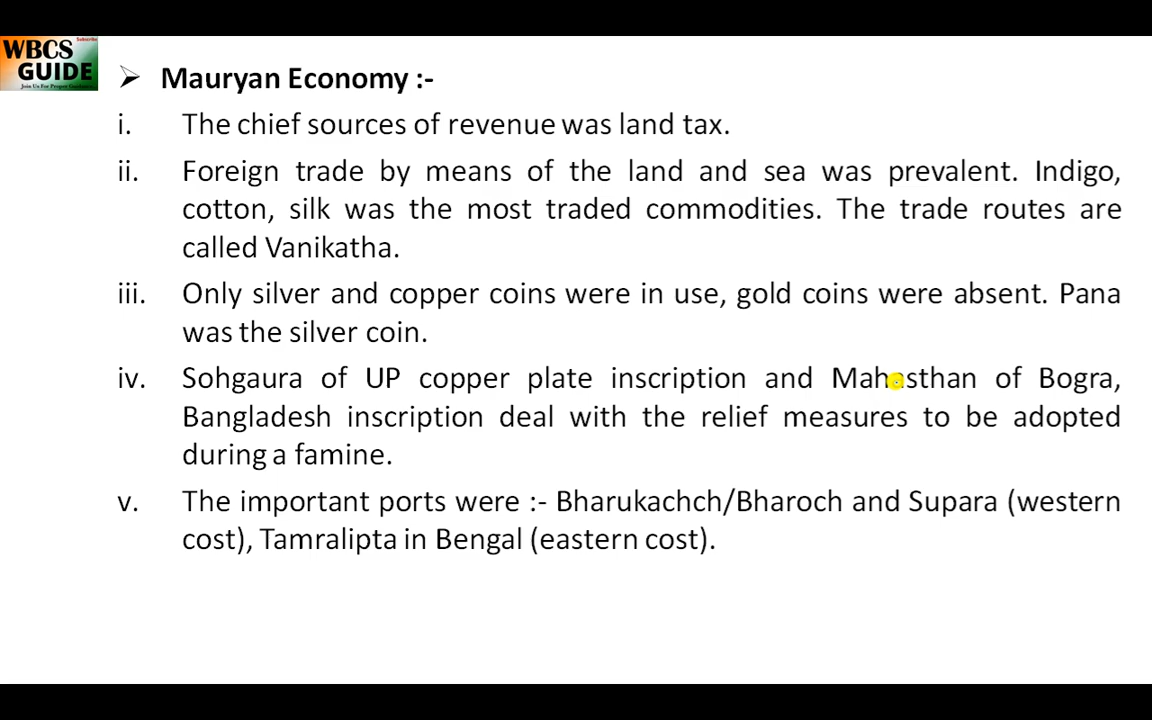 Subscribe
WBCS
GUIDE
➢ Mauryan Economy :-
i. The chief sources of revenue was land tax.
ii. Foreign trade by means of the land and sea was prevalent. Indigo,
cotton, silk was the most traded commodities. The trade routes are
called Vanikatha.
iii. Only silver and copper coins were in use, gold coins were absent. Pana
was the silver coin.
iv. Sohgaura of UP copper plate inscription and Mahasthan of Bogra,
Bangladesh inscription deal with the relief measures to be adopted
during a famine.
v. The important ports were :- Bharukachch/Bharoch and Supara (western
cost), Tamralipta in Bengal (eastern cost).